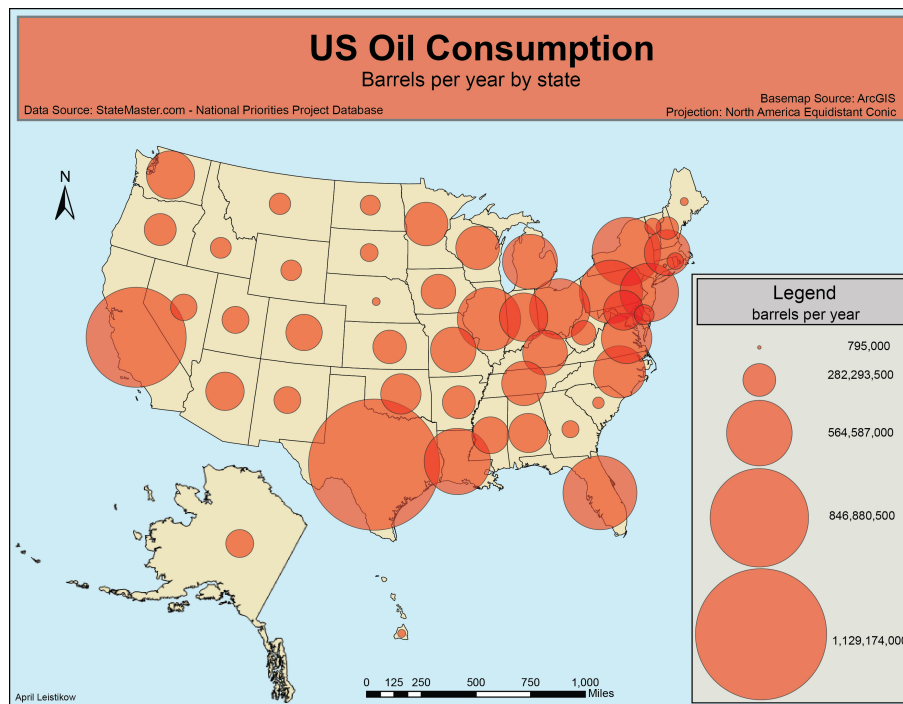 US Oil Consumption
Barrels per year by state
Data Source: StateMaster.com - National Priorities Project Database
Basemap Source: ArcGIS
Projection: North America Equidistant Conic
N
Legend
barrels per year
795,000
282,293,500
564,587,000
846,880,500
1,129,174,000
0 125 250 500 750 1,000
Miles
April Leistikow